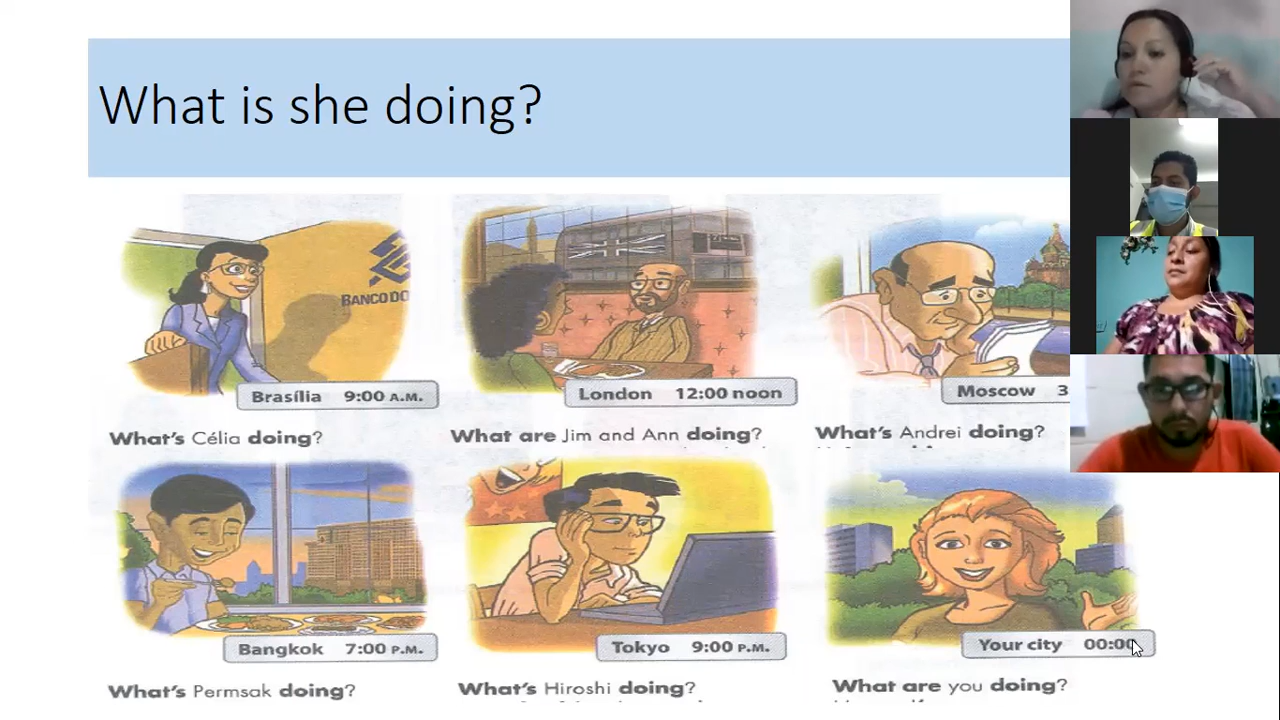 What is she doing?
BANCO DO
Brasília 9:00 A.M.
London 12:00 noon
Moscow 3
What's Célia doing?
What are Jim and Ann doing?
What's Andrei doing?
Bangkok 7:00 P.M.
Tokyo 9:00 P.M.
Your city 00:00
What's Permsak doing?
What's Hiroshi doing?
What are you doing?